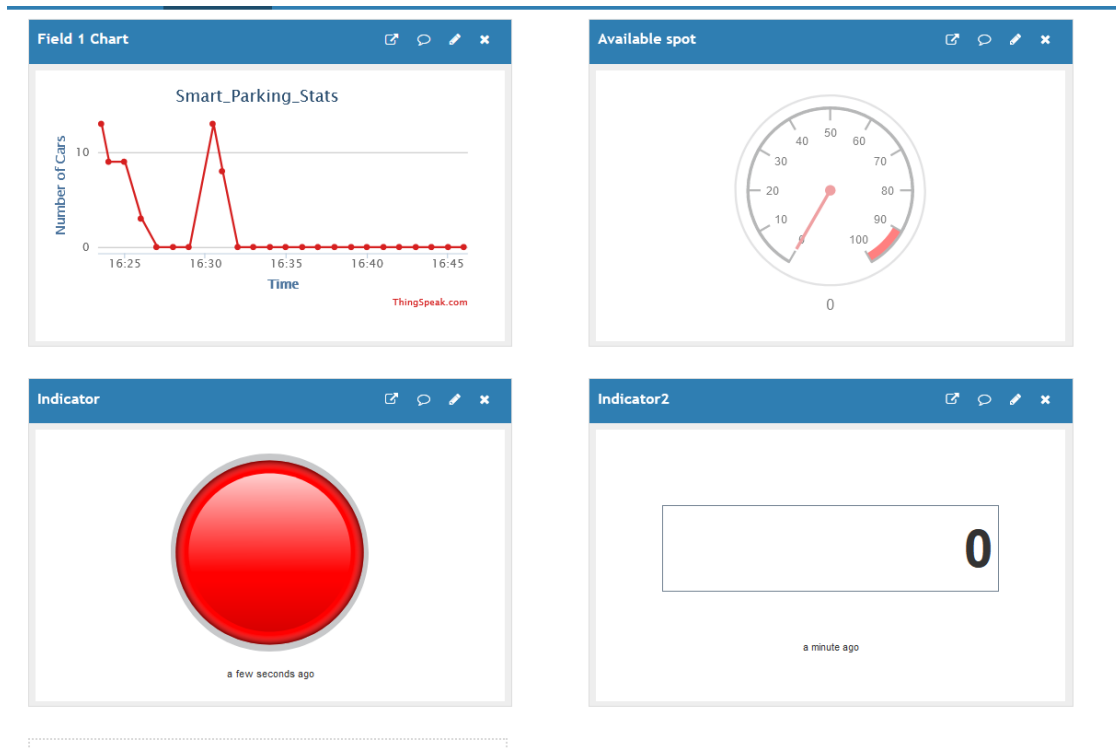 Field 1 Chart
Smart_Parking_Stats
Number of Cars
10
0
16:25 16:30 16:35 16:40 16:45
Time
ThingSpeak.com
Available spot
0 10 20 30 40 50 60 70 80 90 100
0
Indicator
a few seconds ago
Indicator2
0
a minute ago